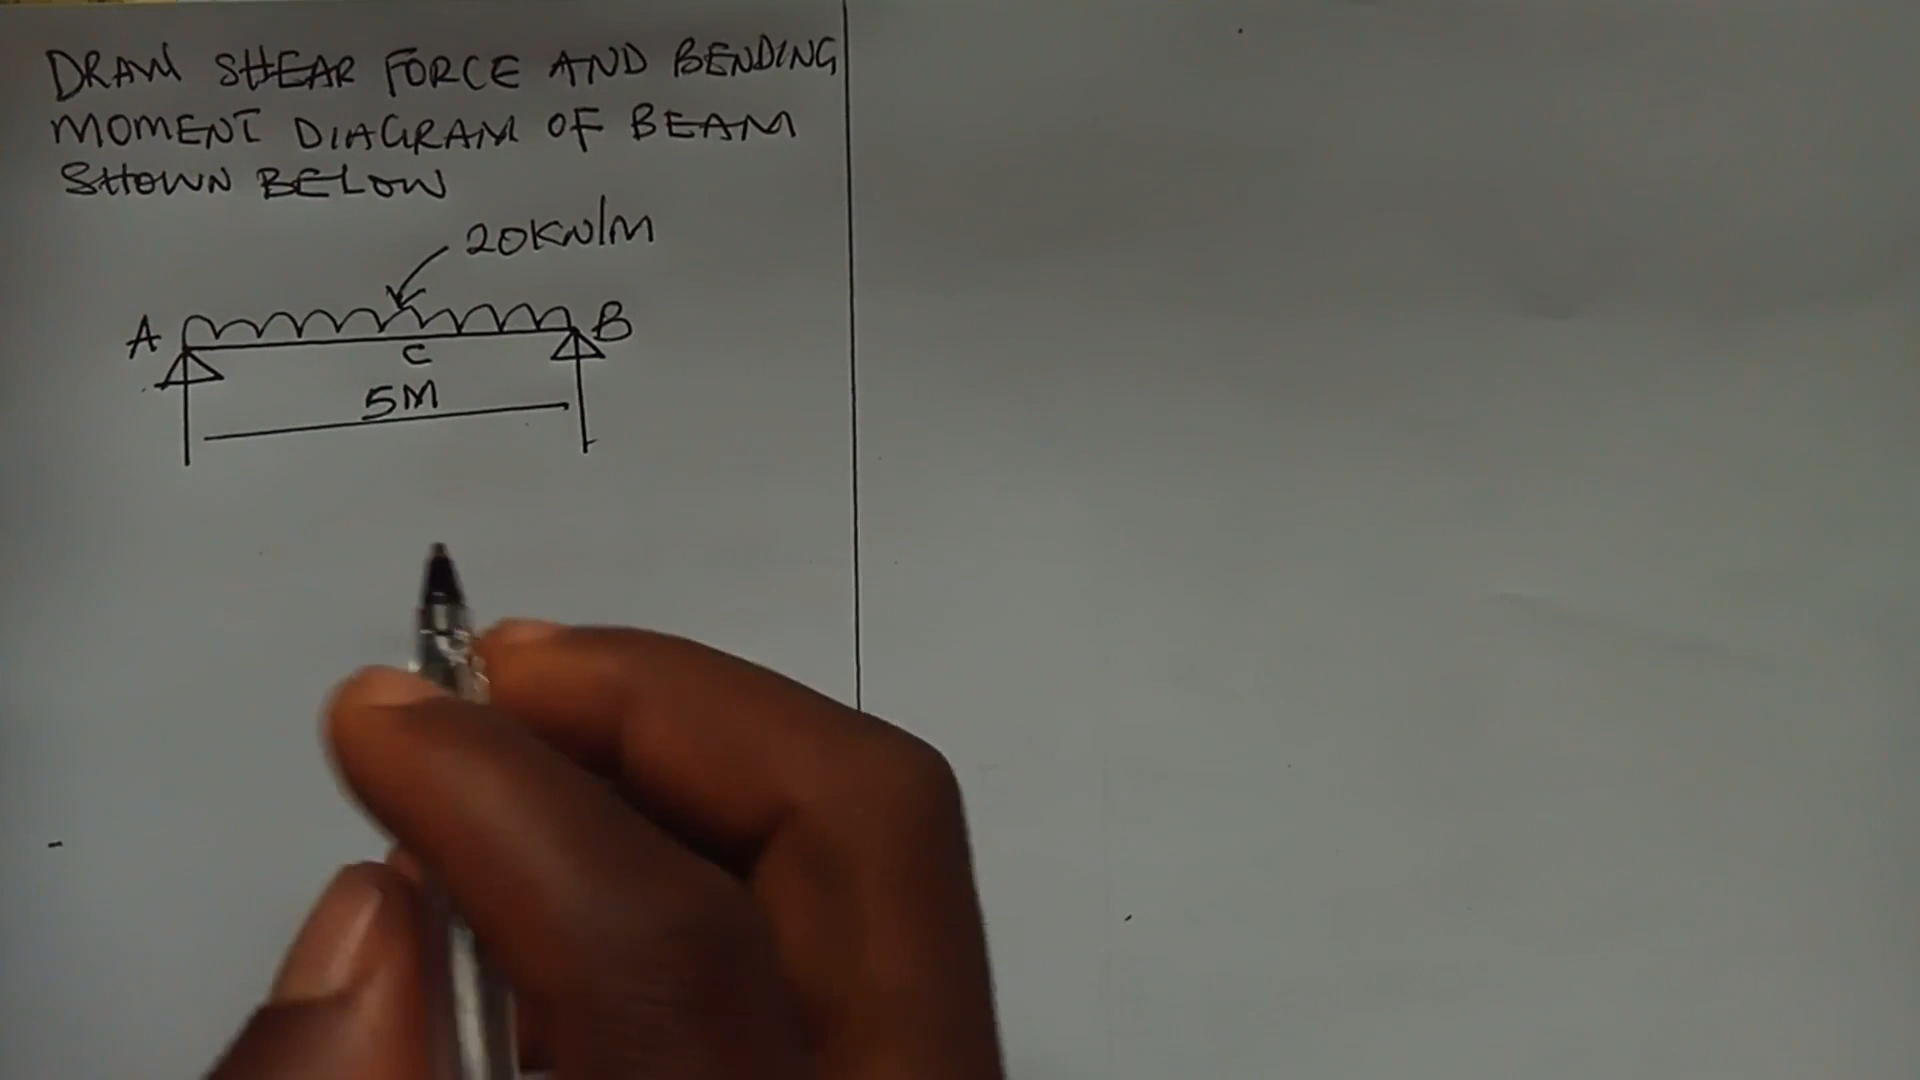 DRAW SHEAR FORCE AND BENDING
MOMENT DIAGRAM OF BEAM
SHOWN BELOW
20KN/M
A
B
C
5M